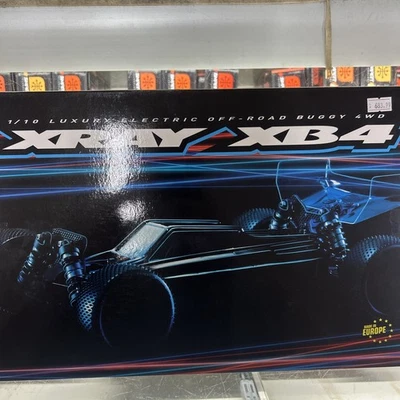 1/10 LUXURY ELECTRIC OFF-ROAD BUGGY 4WD
XRAY XB4
MADE IN
EUROPE